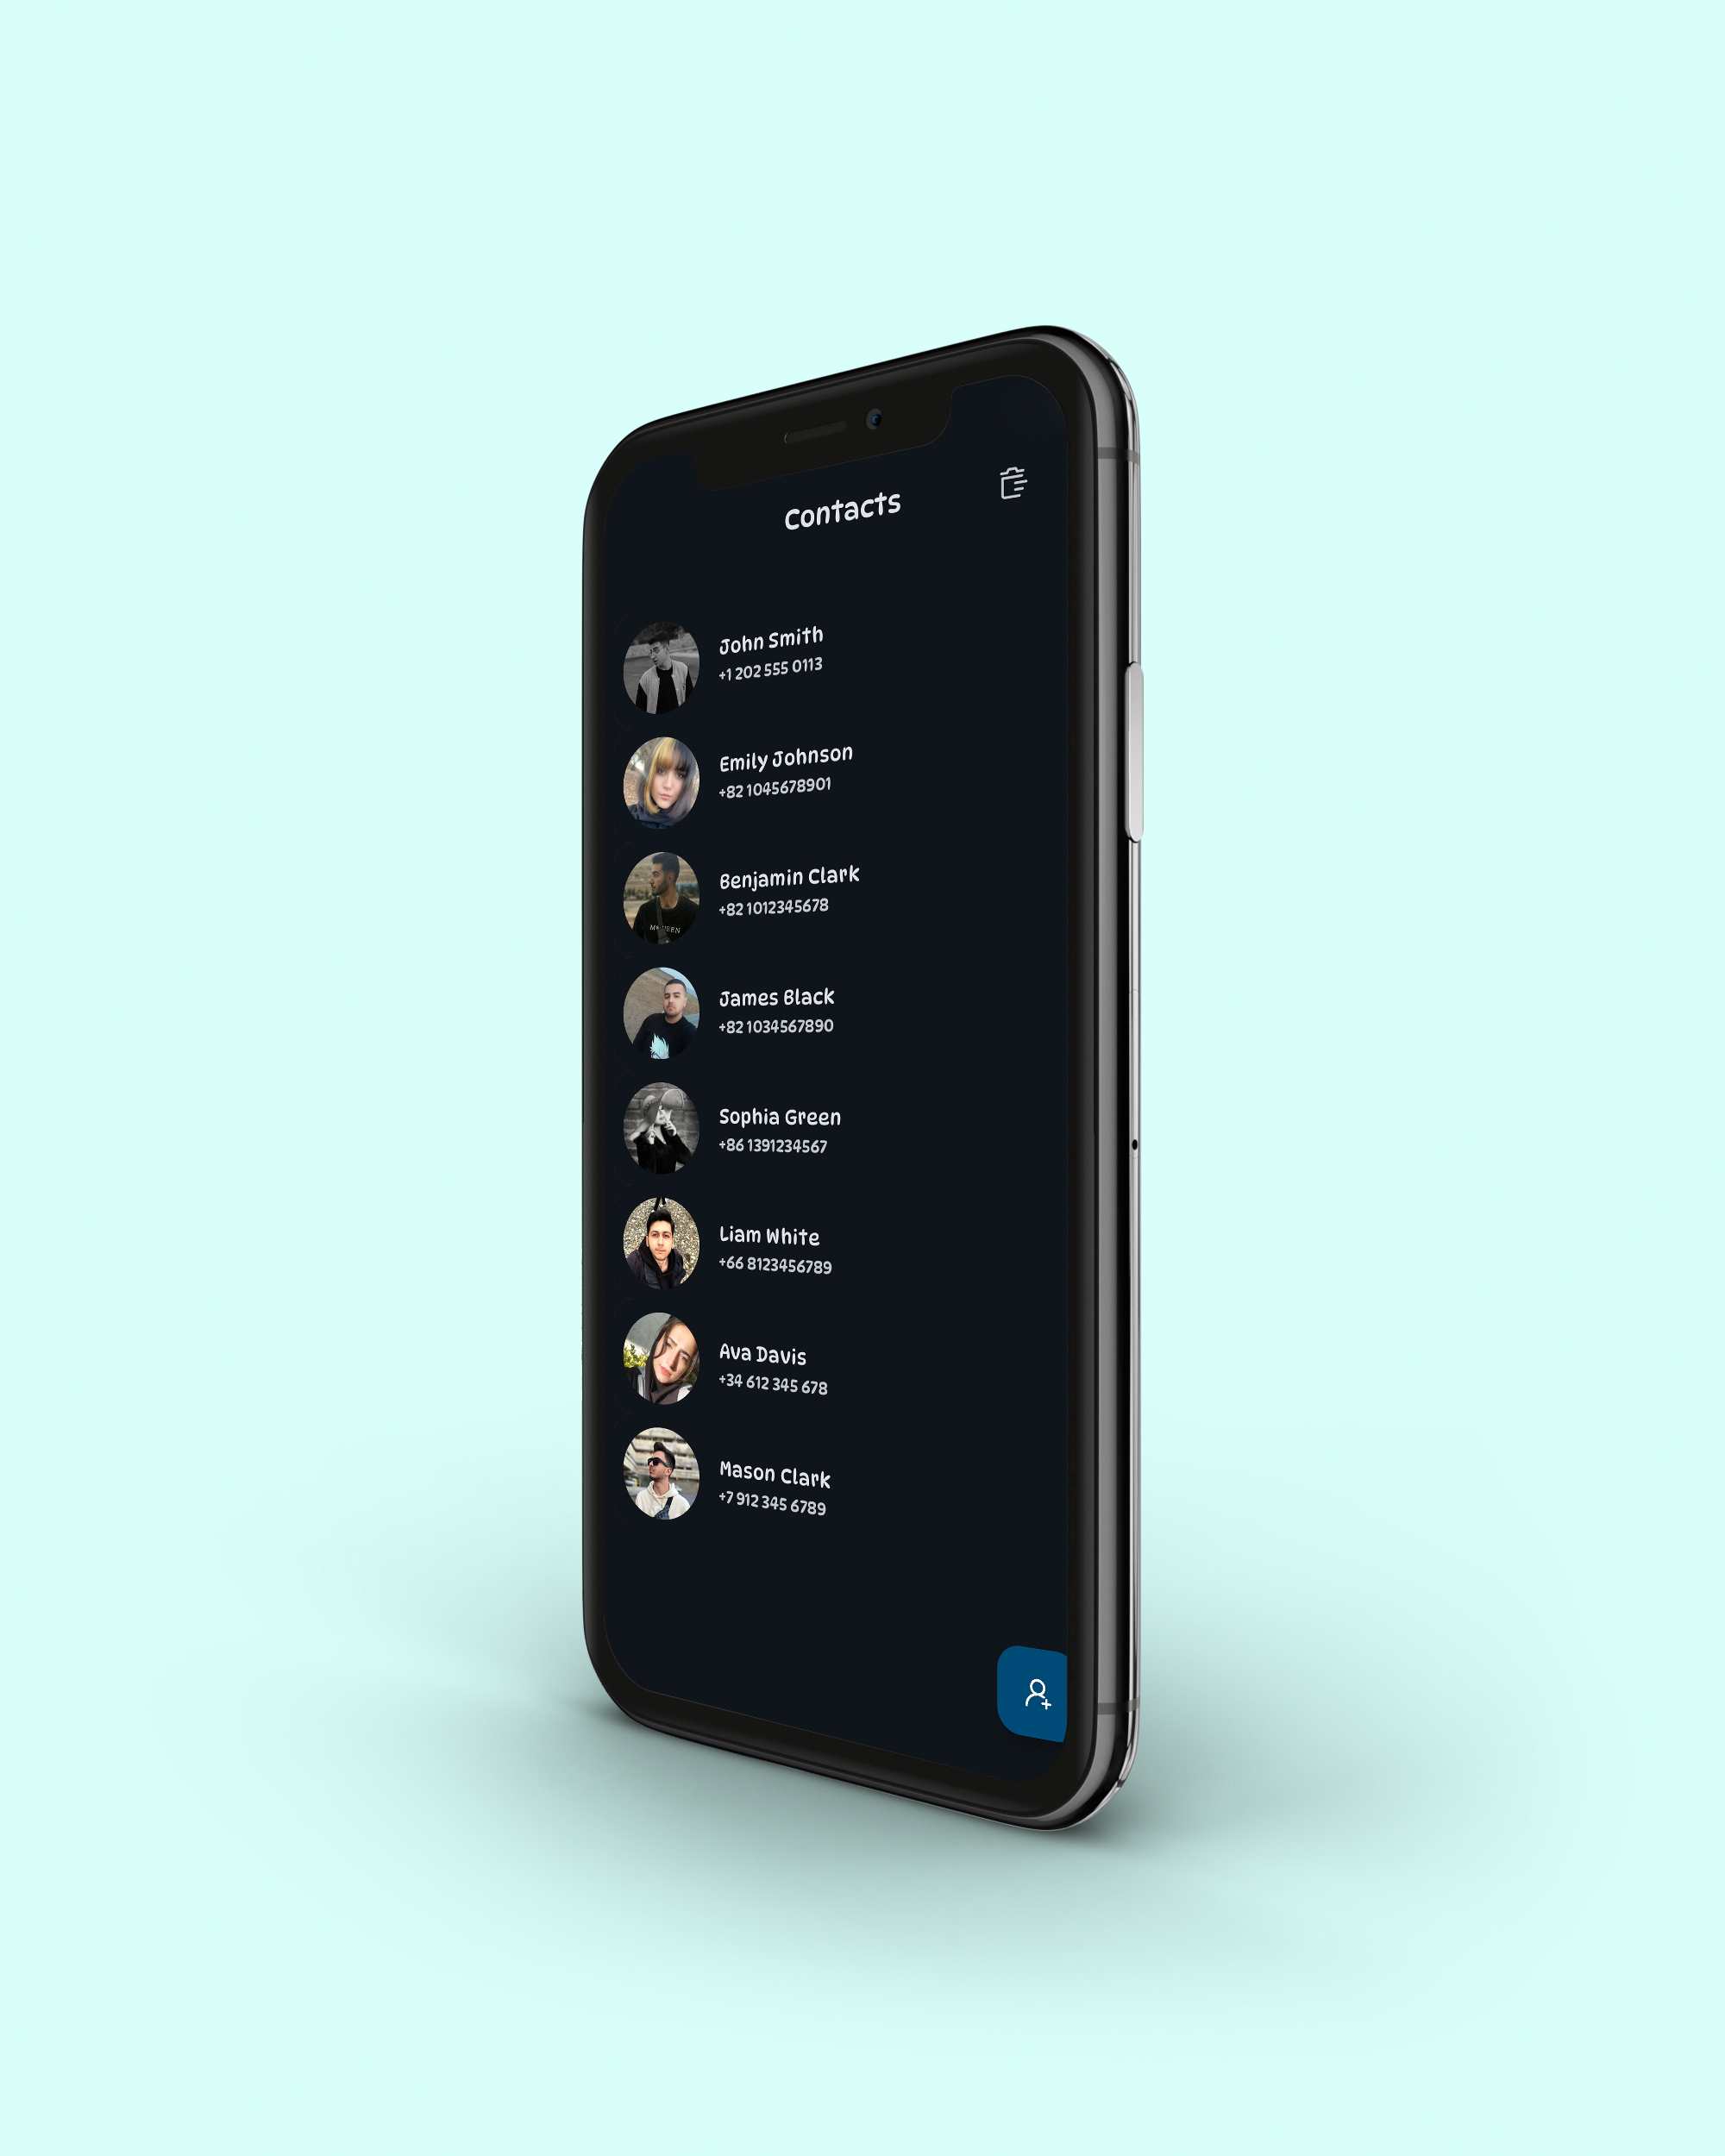 Contacts
John Smith
+1 202 555 0113
Emily Johnson
+82 1045678901
Benjamin Clark
+82 1012345678
James Black
+82 1034567890
Sophia Green
+86 1391234567
Liam White
+66 8123456789
Ava Davis
+34 612 345 678
Mason Clark
+7 912 345 6789